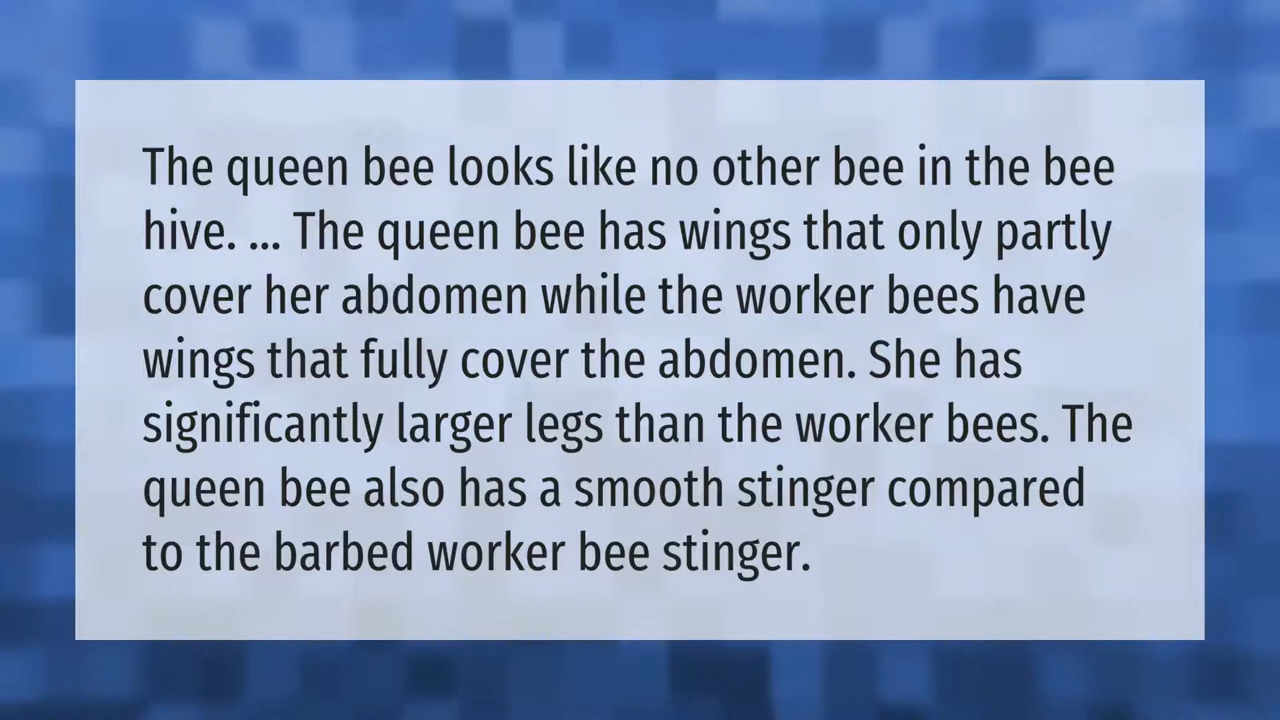 The queen bee looks like no other bee in the bee
hive. ... The queen bee has wings that only partly
cover her abdomen while the worker bees have
wings that fully cover the abdomen. She has
significantly larger legs than the worker bees. The
queen bee also has a smooth stinger compared
to the barbed worker bee stinger.